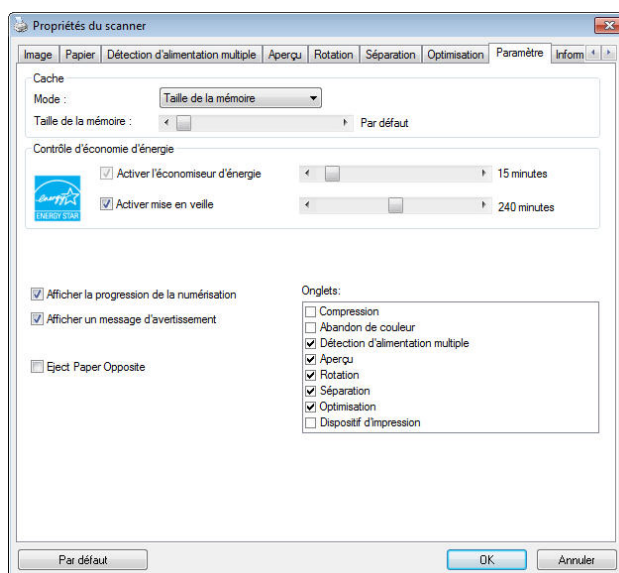 Propriétés du scanner
Image Papier Détection d'alimentation multiple Aperçu Rotation Séparation Optimisation Paramètre Inform
Cache
Mode : Taille de la mémoire
Taille de la mémoire : Par défaut
Contrôle d'économie d'énergie
Activer l'économiseur d'énergie 15 minutes
Activer mise en veille 240 minutes
energy
ENERGY STAR
Afficher la progression de la numérisation
Afficher un message d'avertissement
Eject Paper Opposite
Onglets:
Compression
Abandon de couleur
Détection d'alimentation multiple
Aperçu
Rotation
Séparation
Optimisation
Dispositif d'impression
Par défaut OK Annuler